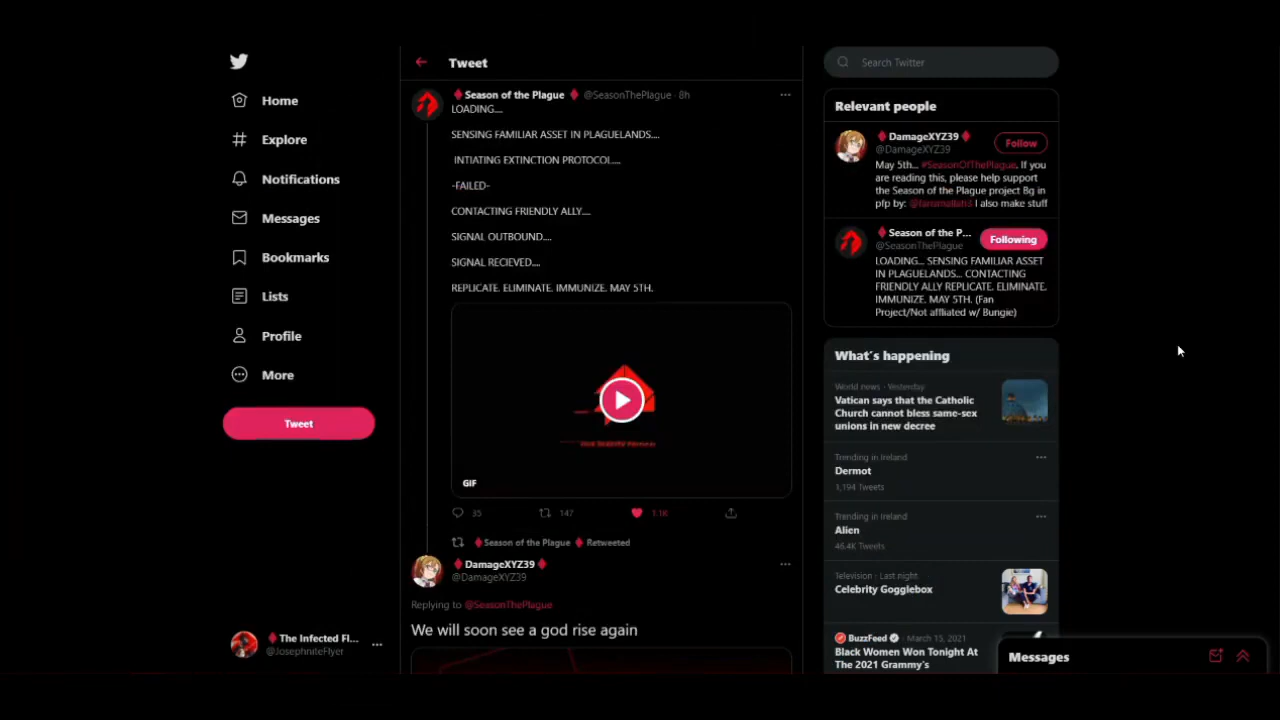 Home
Explore
Notifications
Messages
Bookmarks
Lists
Profile
More
Tweet
The Infected Fl...
@JosephniteFlyer
Tweet
Season of the Plague @SeasonThePlague · 8h
LOADING....
SENSING FAMILIAR ASSET IN PLAGUELANDS....
INTIATING EXTINCTION PROTOCOL.....
-FAILED-
CONTACTING FRIENDLY ALLY....
SIGNAL OUTBOUND....
SIGNAL RECIEVED....
REPLICATE. ELIMINATE. IMMUNIZE. MAY 5TH.
GIF
35 147 1.1K
Season of the Plague Retweeted
DamageXYZ39
@DamageXYZ39
Replying to @SeasonThePlague
We will soon see a god rise again
Search Twitter
Relevant people
DamageXYZ39
@DamageXYZ39
Follow
May 5th... #SeasonOfThePlague. If you
are reading this, please help support
the Season of the Plague project Bg in
pfp by: I also make stuff
Season of the P...
@SeasonThePlague
Following
LOADING... SENSING FAMILIAR ASSET
IN PLAGUELANDS... CONTACTING
FRIENDLY ALLY REPLICATE. ELIMINATE.
IMMUNIZE. MAY 5TH. (Fan
Project/Not affliated w/ Bungie)
What's happening
World news · Yesterday
Vatican says that the Catholic
Church cannot bless same-sex
unions in new decree
Trending in Ireland
Dermot
1,194 Tweets
Trending in Ireland
Alien
46.4K Tweets
Television · Last night
Celebrity Gogglebox
BuzzFeed · March 15, 2021
Black Women Won Tonight At
The 2021 Grammy's
Messages